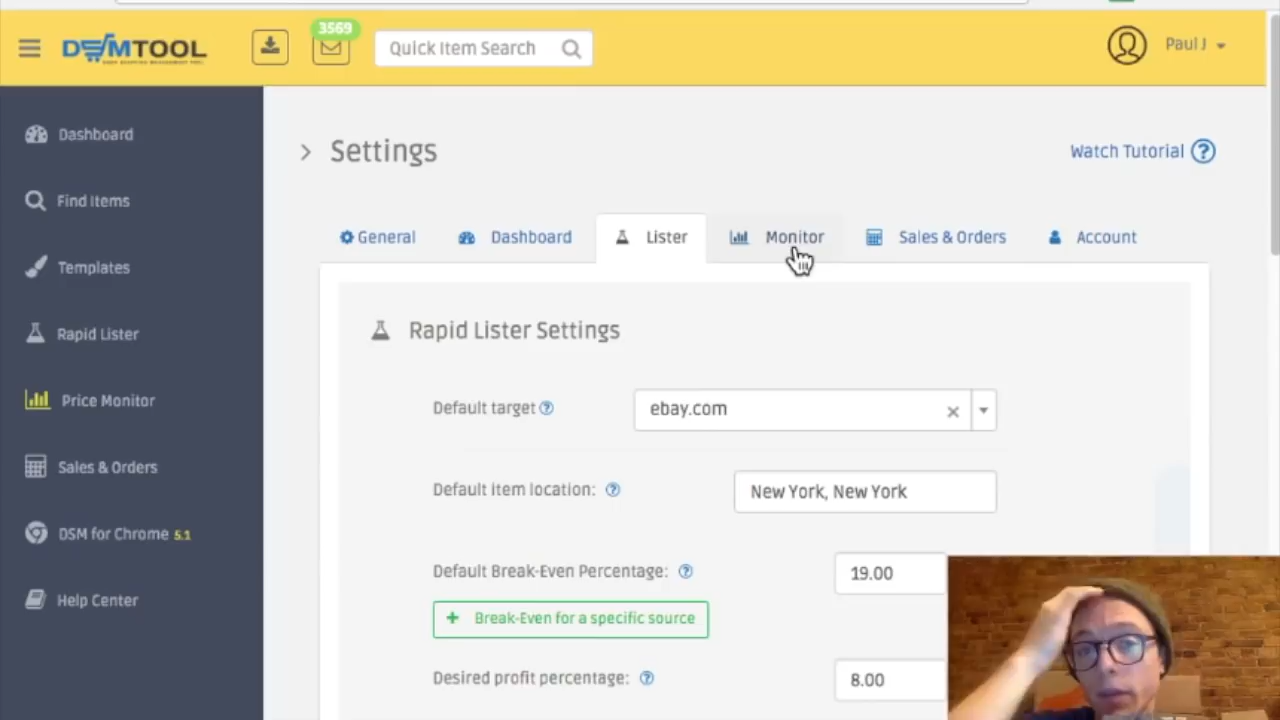 3569
DSMTOOL
Quick Item Search
Paul J
Dashboard
Find Items
Templates
Rapid Lister
Price Monitor
Sales & Orders
DSM for Chrome 5.1
Help Center
Settings
Watch Tutorial ?
General
Dashboard
Lister
Monitor
Sales & Orders
Account
Rapid Lister Settings
Default target ?
ebay.com
Default item location: ?
New York, New York
Default Break-Even Percentage: ?
19.00
+ Break-Even for a specific source
Desired profit percentage: ?
8.00